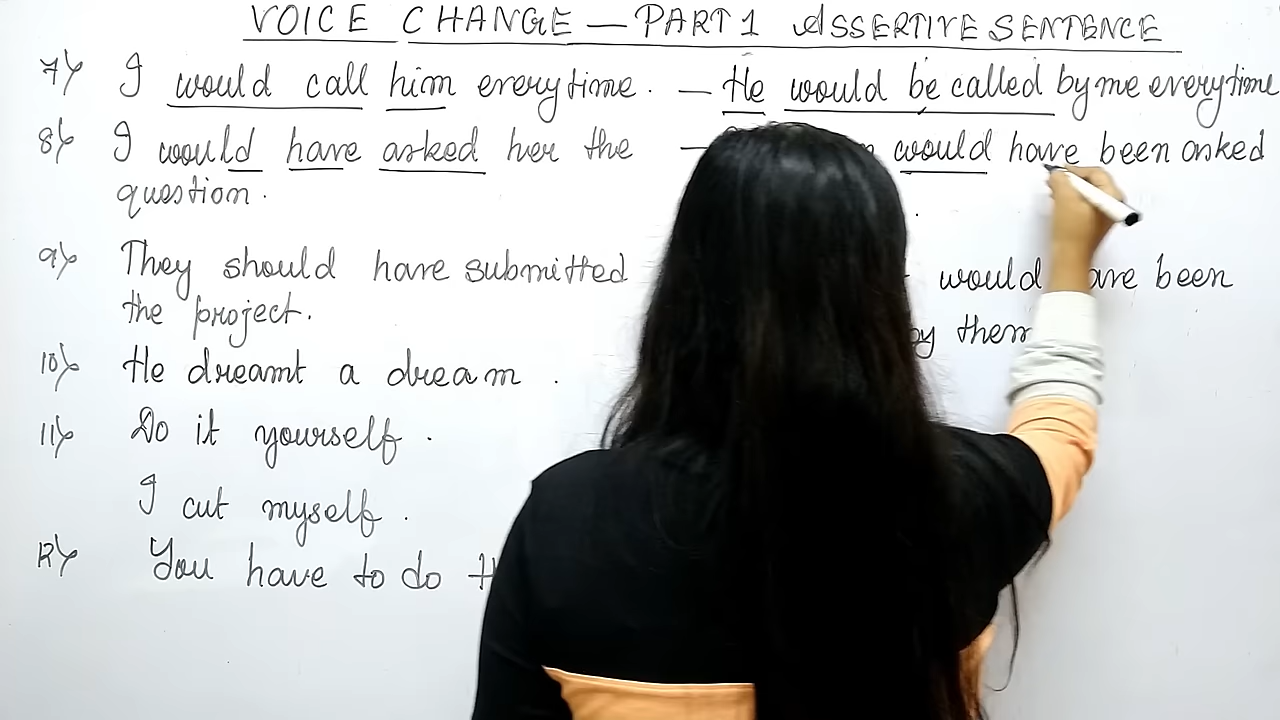 VOICE CHANGE — PART 1 ASSERTIVE SENTENCE
7) I would call him everytime. — He would be called by me everytime
8) I would have asked her the — would have been asked
question.
9) They should have submitted would have been
the project. by them
10) He dreamt a dream.
11) Do it yourself.
I cut myself.
12) You have to do